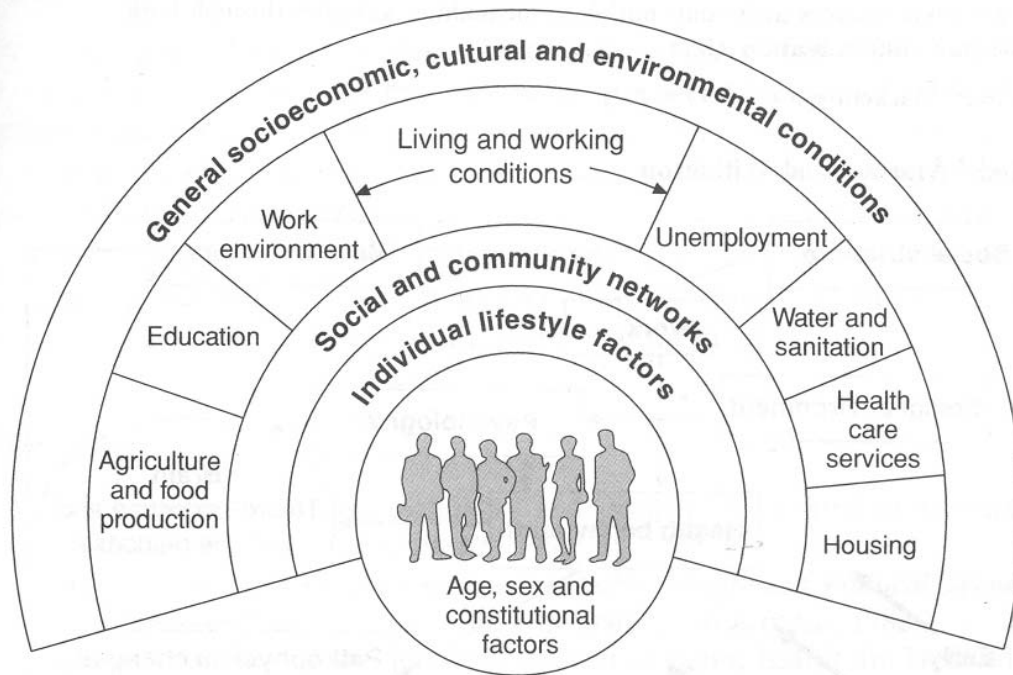 General socioeconomic, cultural and environmental conditions
Living and working
conditions
Work
environment
Unemployment
Education
Water and
sanitation
Agriculture
and food
production
Health
care
services
Housing
Social and community networks
Individual lifestyle factors
Age, sex and
constitutional
factors